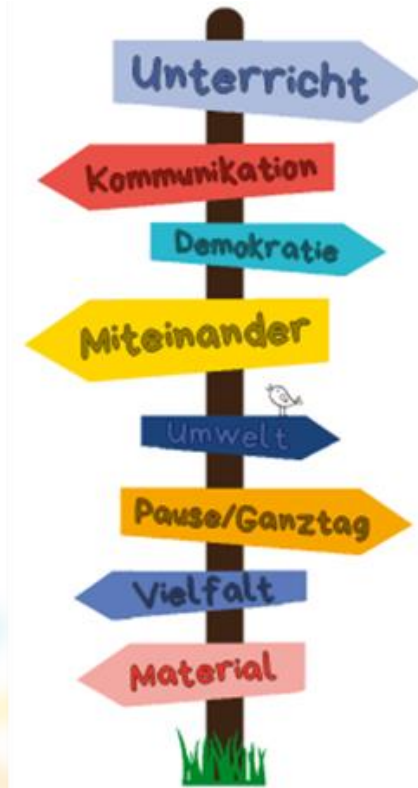 Unterricht
Kommunikation
Demokratie
Miteinander
Umwelt
Pause/Ganztag
Vielfalt
Material